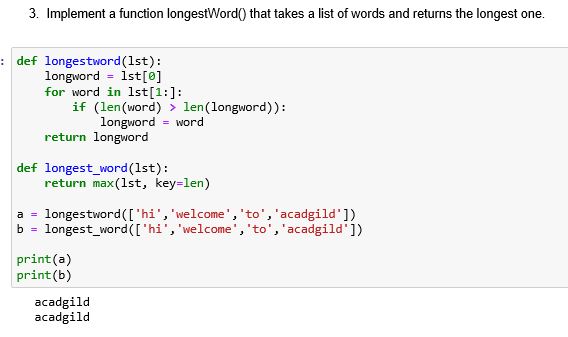 3. Implement a function longestWord() that takes a list of words and returns the longest one.
: def longestword(lst):
    longword = lst[0]
    for word in lst[1:]:
        if (len(word) > len(longword)):
            longword = word
    return longword

def longest_word(lst):
    return max(lst, key=len)

a = longestword(['hi','welcome','to','acadgild'])
b = longest_word(['hi','welcome','to','acadgild'])

print(a)
print(b)
acadgild
acadgild